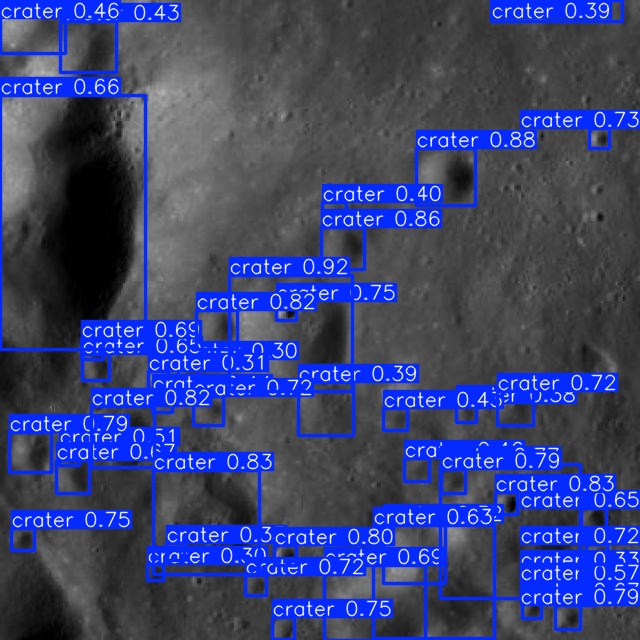 crater 0.46
0.43
crater 0.39
crater 0.66
crater 0.73
crater 0.88
crater 0.40
crater 0.86
crater 0.92
0.75
crater 0.82
crater 0.69
0.30
crater 0.31
0.72
crater 0.39
crater 0.72
crater 0.82
crater 0.79
0.51
crater
crater 0.79
crater 0.83
crater 0.83
crater 0.65
crater 0.75
crater 0.63
crater 0.3
crater 0.80
crater 0.72
crater 0.30
crater 0.69
crater 0.72
crater 0.57
crater 0.79
crater 0.75